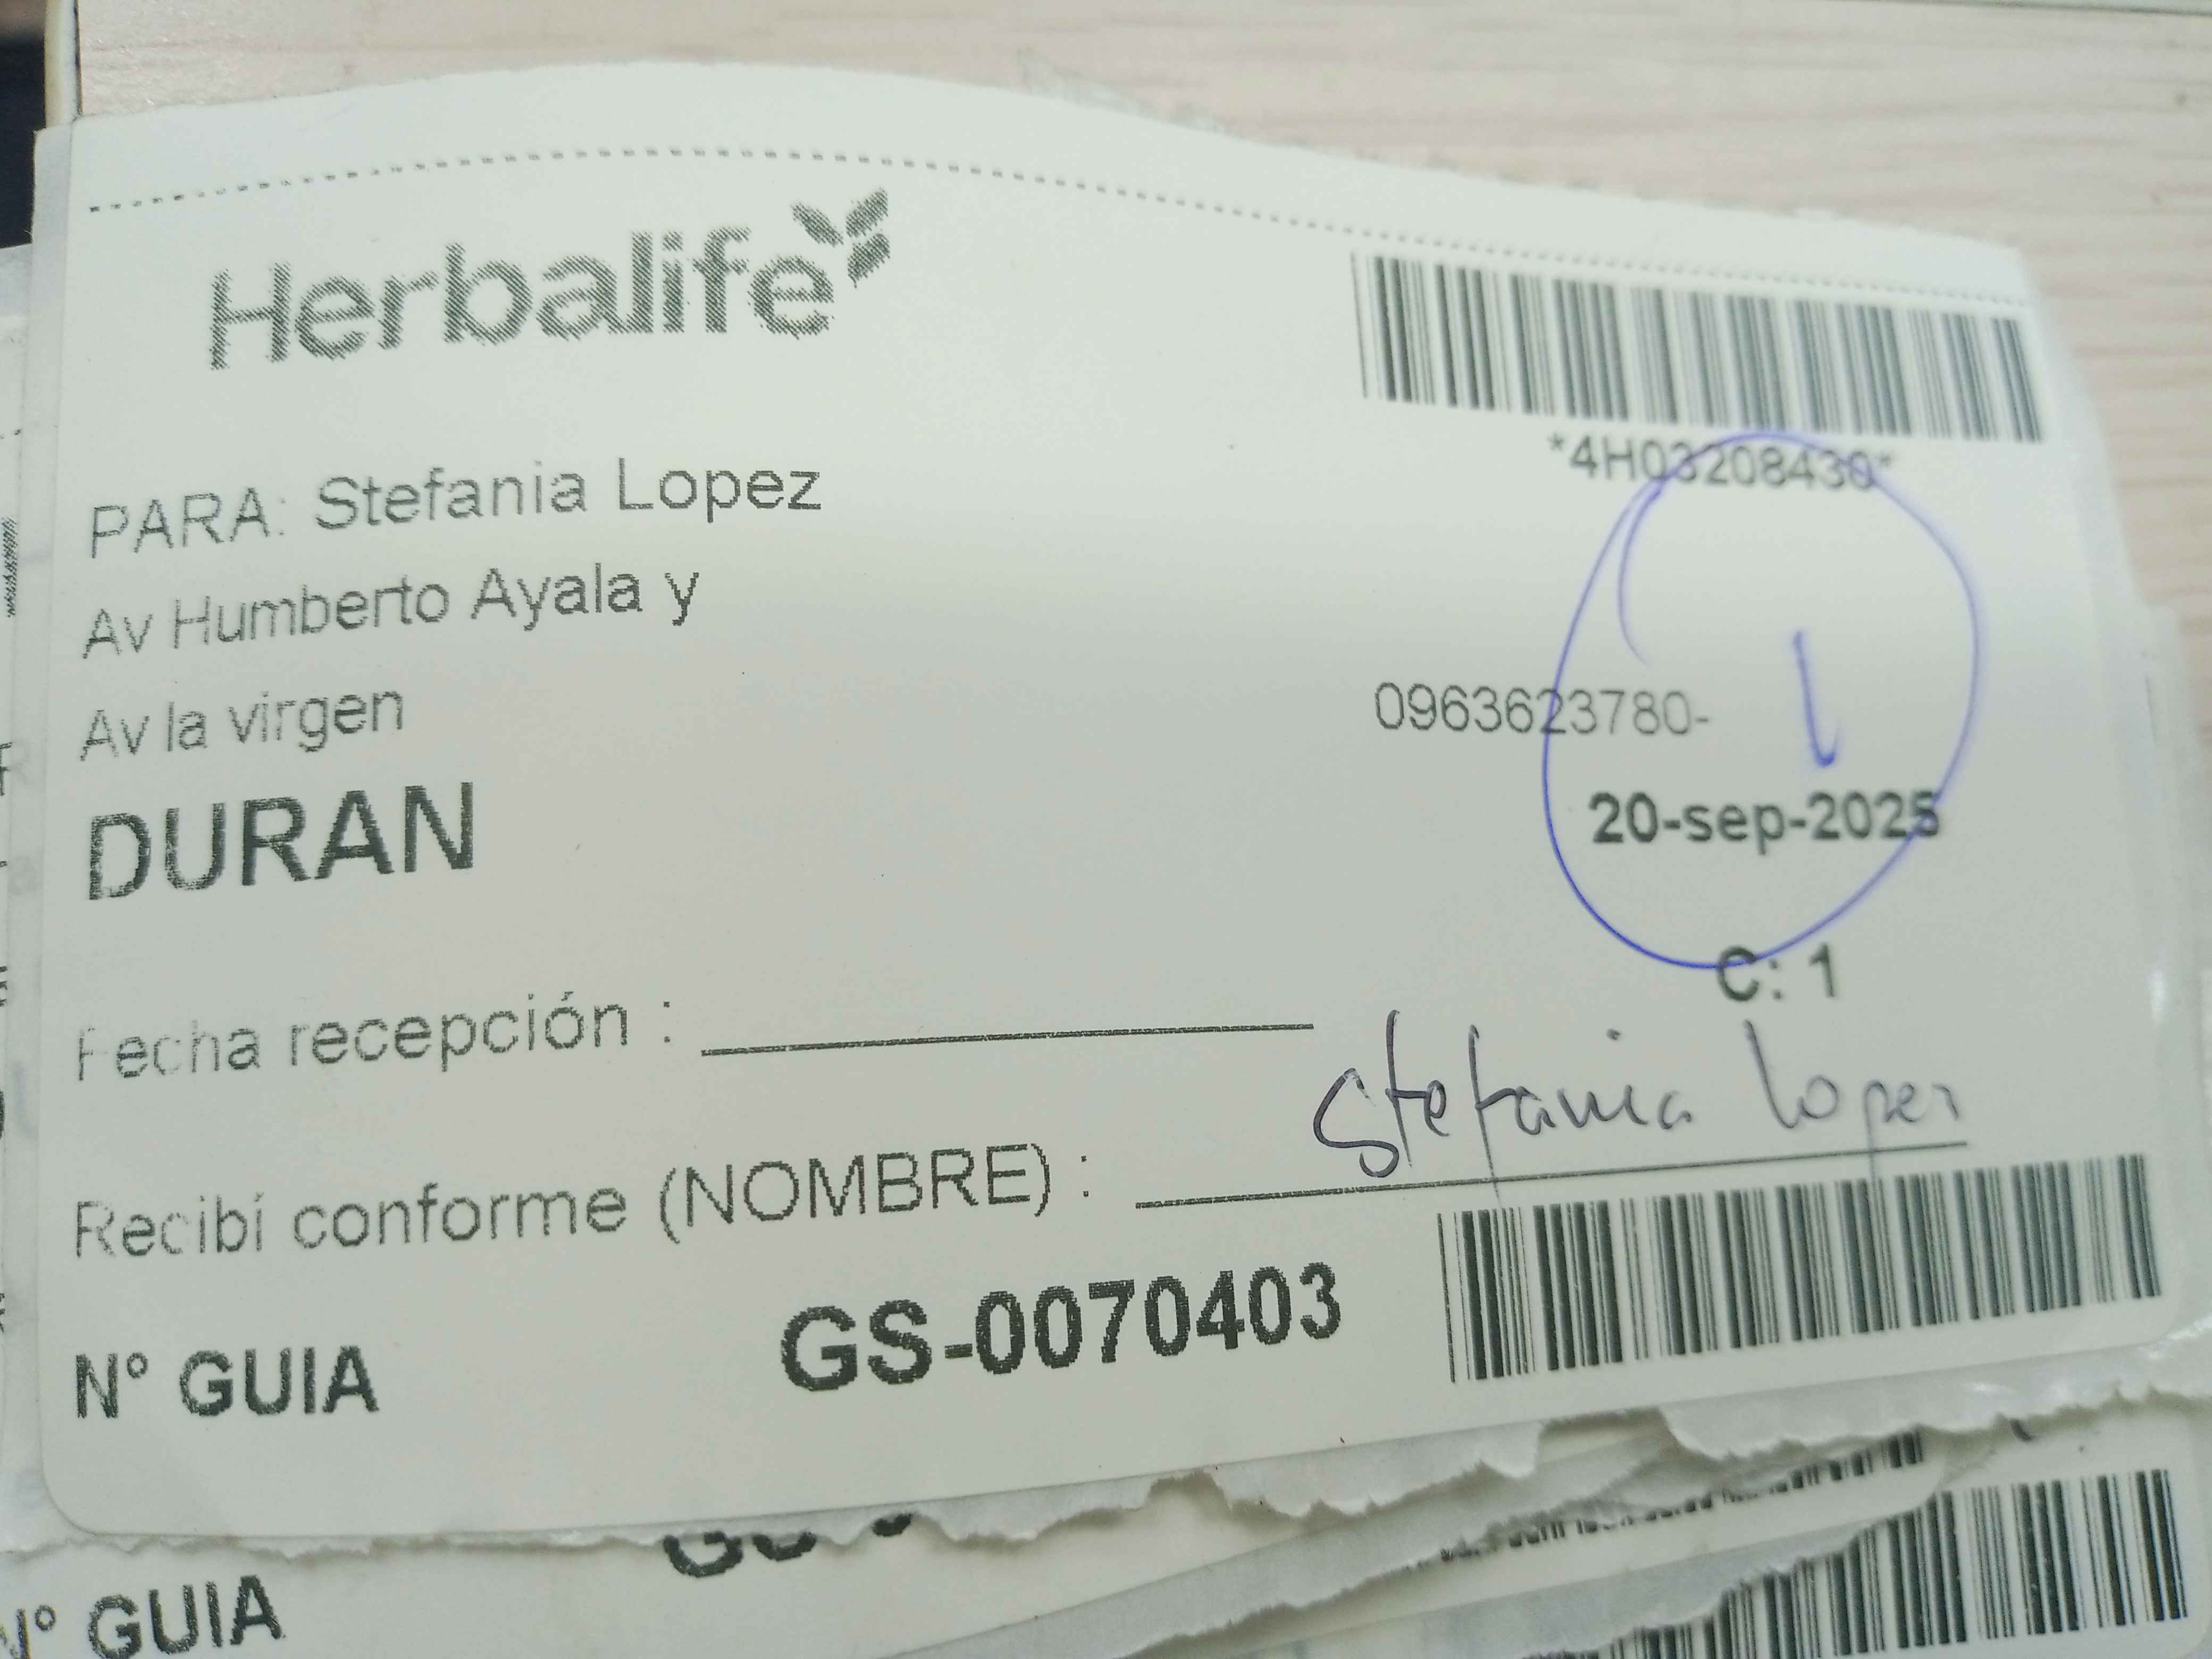 Herbalife
*4H03208430*
PARA: Stefania Lopez
Av Humberto Ayala y
Av la virgen
0963623780-
1
DURAN
20-sep-2025
C: 1
Fecha recepción :
Recibí conforme (NOMBRE) : Stefania Lopez
N° GUIA GS-0070403
N° GUIA